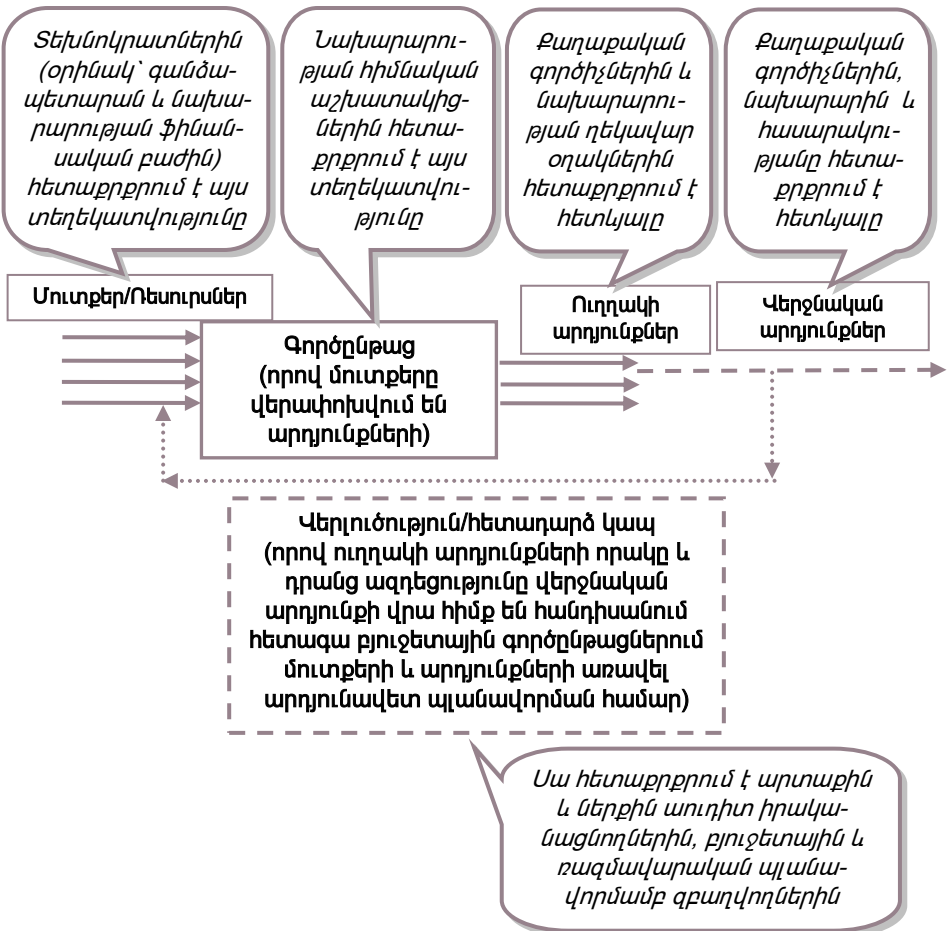 Տեխնոկրատներին
(օրինակ՝ գանձա-
պետարան և նախա-
րարության ֆինան-
սական բաժին)
հետաքրքրում է այս
տեղեկատվությունը
Նախարարու-
թյան հիմնական
աշխատակից-
ներին հետա-
քրքրում է այս
տեղեկատվու-
թյունը
Քաղաքական
գործիչներին և
նախարարու-
թյան ղեկավար
օղակներին
հետաքրքրում է
հետևյալը
Քաղաքական
գործիչներին,
նախարարին և
հասարակու-
թյանը հետա-
քրքրում է
հետևյալը
Մուտքեր/Ռեսուրսներ
Գործընթաց
(որով մուտքերը
վերափոխվում են
արդյունքների)
Ուղղակի
արդյունքներ
Վերջնական
արդյունքներ
Վերլուծություն/հետադարձ կապ
(որով ուղղակի արդյունքների որակը և
դրանց ազդեցությունը վերջնական
արդյունքի վրա հիմք են հանդիսանում
հետագա բյուջետային գործընթացներում
մուտքերի և արդյունքների առավել
արդյունավետ պլանավորման համար)
Սա հետաքրքրում է արտաքին
և ներքին աուդիտ իրակա-
նացնողներին, բյուջետային և
ռազմավարական պլանա-
վորմամբ զբաղվողներին